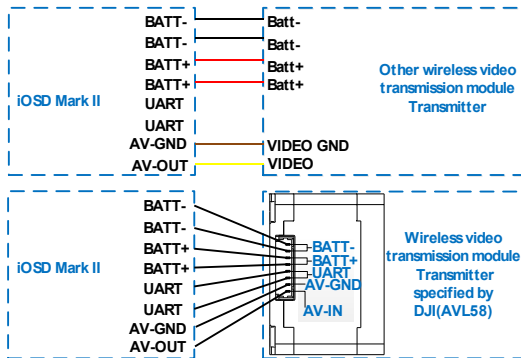 BATT-
BATT-
BATT+
BATT+
UART
UART
AV-GND
AV-OUT
iOSD Mark II
Batt-
Batt-
Batt+
Batt+
VIDEO GND
VIDEO
Other wireless video
transmission module
Transmitter
BATT-
BATT-
BATT+
BATT+
UART
UART
AV-GND
AV-OUT
iOSD Mark II
BATT-
BATT+
UART
AV-GND
AV-IN
Wireless video
transmission module
Transmitter
specified by
DJI(AVL58)